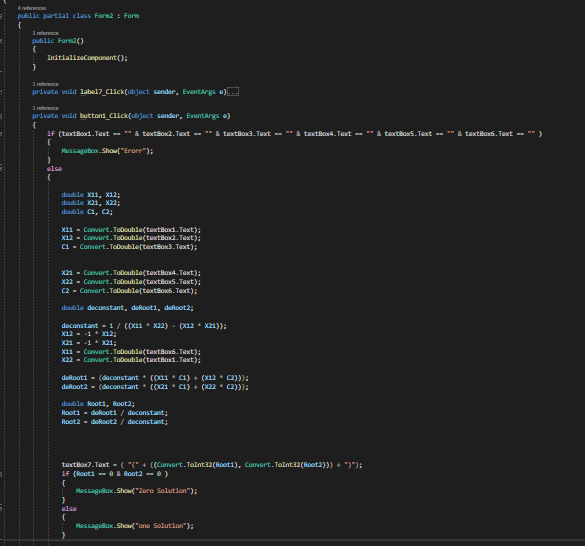 4 references
public partial class Form2 : Form
{
1 reference
public Form2()
{
InitializeComponent();
}
1 reference
private void label7_Click(object sender, EventArgs e)...
1 reference
private void button1_Click(object sender, EventArgs e)
{
if (textBox1.Text == "" & textBox2.Text == "" & textBox3.Text == "" & textBox4.Text == "" & textBox5.Text == "" & textBox6.Text == "" )
{
MessageBox.Show("Erorr");
}
else
{
double X11, X12;
double X21, X22;
double C1, C2;
X11 = Convert.ToDouble(textBox1.Text);
X12 = Convert.ToDouble(textBox2.Text);
C1 = Convert.ToDouble(textBox3.Text);
X21 = Convert.ToDouble(textBox4.Text);
X22 = Convert.ToDouble(textBox5.Text);
C2 = Convert.ToDouble(textBox6.Text);
double deconstant, deRoot1, deRoot2;
deconstant = 1 / ((X11 * X22) - (X12 * X21));
X12 = -1 * X12;
X21 = -1 * X21;
X11 = Convert.ToDouble(textBox6.Text);
X22 = Convert.ToDouble(textBox1.Text);
deRoot1 = (deconstant * ((X11 * C1) + (X12 * C2)));
deRoot2 = (deconstant * ((X21 * C1) + (X22 * C2)));
double Root1, Root2;
Root1 = deRoot1 / deconstant;
Root2 = deRoot2 / deconstant;
textBox7.Text = ( "(" + ((Convert.ToInt32(Root1), Convert.ToInt32(Root2))) + ")");
if (Root1 == 0 & Root2 == 0 )
{
MessageBox.Show("Zero Solution");
}
else
{
MessageBox.Show("one Solution");
}